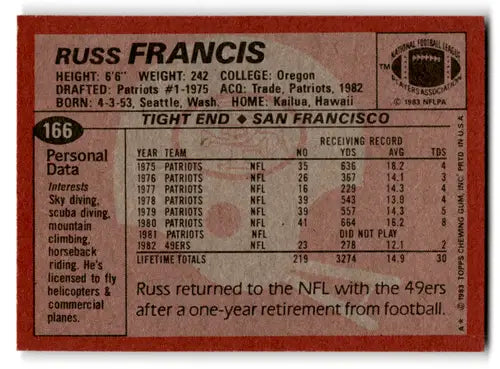 RUSS FRANCIS
HEIGHT: 6'6" WEIGHT: 242 COLLEGE: Oregon
DRAFTED: Patriots #1-1975 ACQ: Trade, Patriots, 1982
BORN: 4-3-53, Seattle, Wash. HOME: Kailua, Hawaii
NATIONAL FOOTBALL LEAGUE
PLAYERS ASSOCIATION
TM
© 1983 NFLPA
166
TIGHT END ◆ SAN FRANCISCO
Personal
Data
Interests
Sky diving,
scuba diving,
mountain
climbing,
horseback
riding. He's
licensed to fly
helicopters &
commercial
planes.
RECEIVING RECORD
YEAR TEAM NO YDS AVG TDS
1975 PATRIOTS NFL 35 636 18.2 4
1976 PATRIOTS NFL 26 367 14.1 3
1977 PATRIOTS NFL 16 229 14.3 4
1978 PATRIOTS NFL 39 543 13.9 4
1979 PATRIOTS NFL 39 557 14.3 5
1980 PATRIOTS NFL 41 664 16.2 8
1981 PATRIOTS DID NOT PLAY
1982 49ERS NFL 23 278 12.1 2
LIFETIME TOTALS 219 3274 14.9 30
Russ returned to the NFL with the 49ers
after a one-year retirement from football.
A* © 1983 TOPPS CHEWING GUM, INC. PRTD. IN U.S.A.